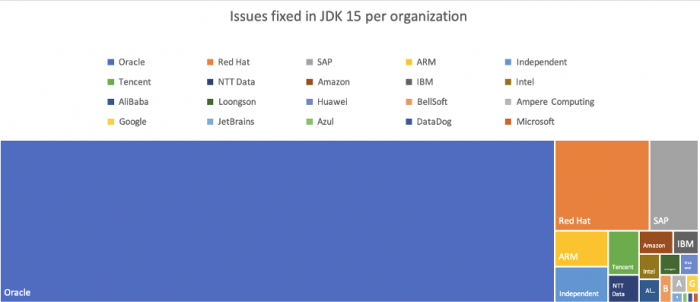 Issues fixed in JDK 15 per organization
Oracle Red Hat SAP ARM Independent
Tencent NTT Data Amazon IBM Intel
AliBaba Loongson Huawei BellSoft Ampere Computing
Google JetBrains Azul DataDog Microsoft
Red Hat
SAP
ARM
Tencent
Amazon
IBM
Intel
Oracle
Independent
NTT
Data
Al...
B
A
G